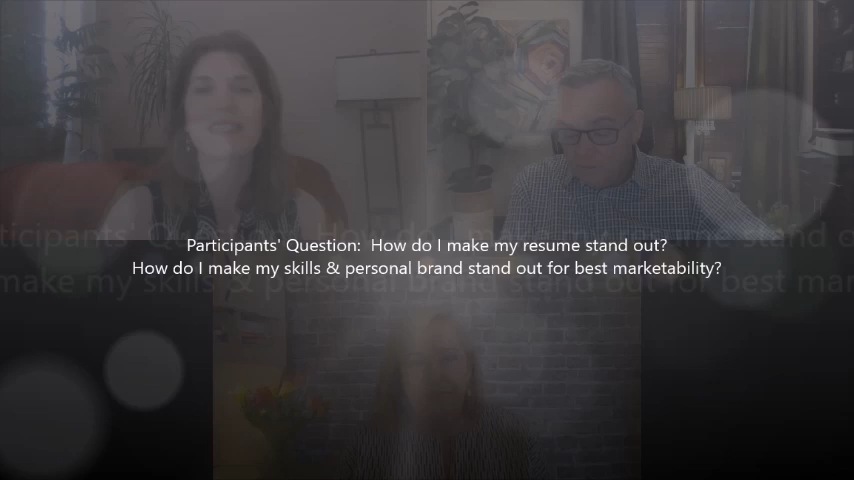 Participants' Question:  How do I make my resume stand out?
How do I make my skills & personal brand stand out for best marketability?